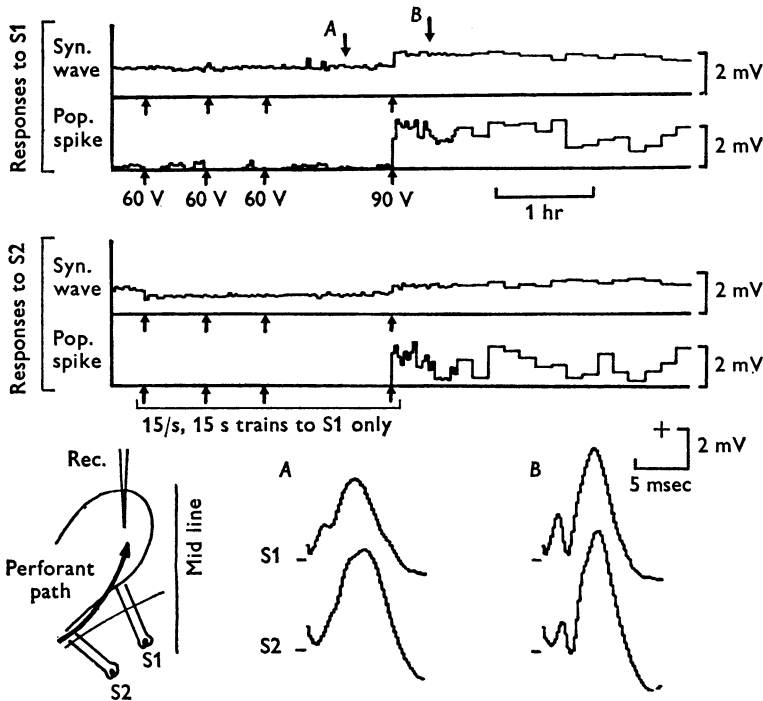 A
B
Responses to S1
Syn. wave
2 mV
Pop. spike
2 mV
60 V 60 V 60 V 90 V
1 hr
Responses to S2
Syn. wave
2 mV
Pop. spike
2 mV
15/s, 15 s trains to S1 only
Rec.
Mid line
Perforant path
S1
S2
A
S1
S2
B
+
2 mV
5 msec